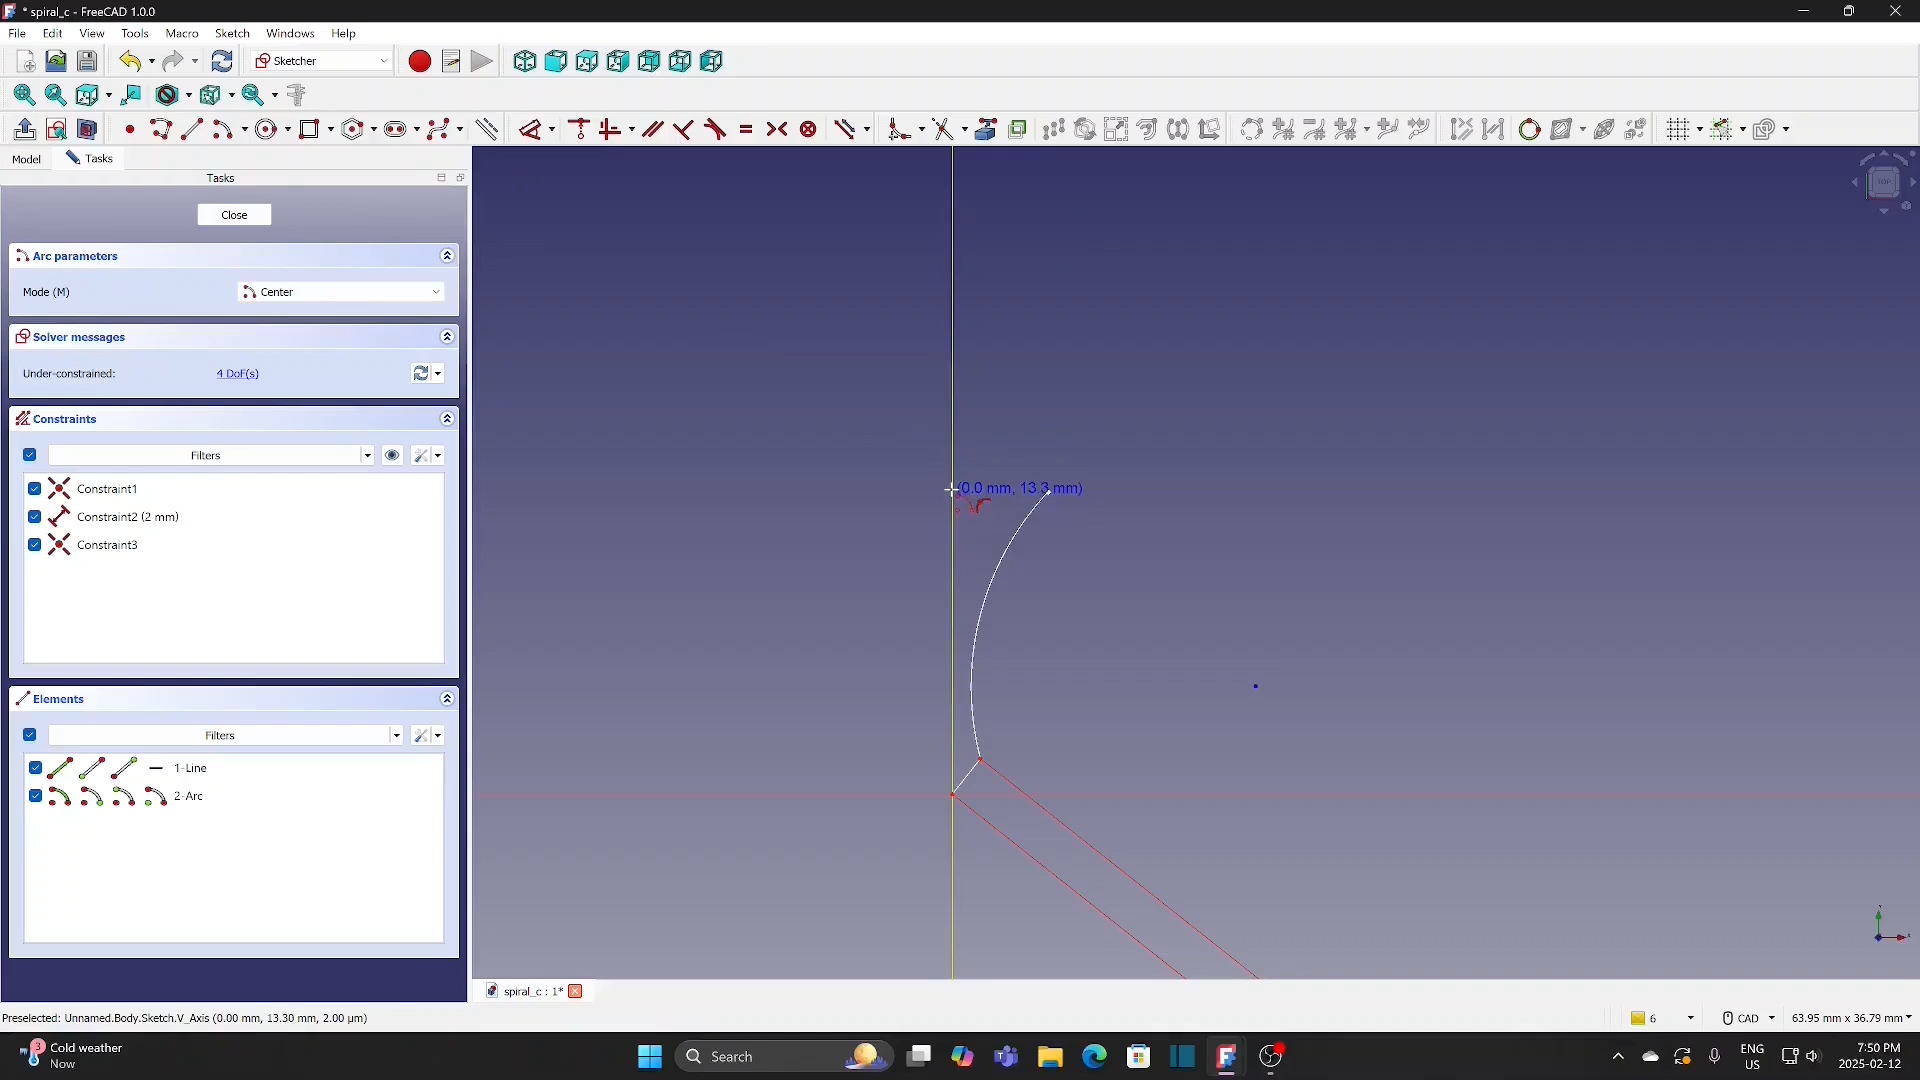 * spiral_c - FreeCAD 1.0.0
File Edit View Tools Macro Sketch Windows Help
Sketcher
Model Tasks
Tasks
Close
Arc parameters
Mode (M) Center
Solver messages
Under-constrained: 4 DoF(s)
Constraints
Filters
Constraint1
Constraint2 (2 mm)
Constraint3
Elements
Filters
1-Line
2-Arc
(0.0 mm, 13.3 mm)
TOP
spiral_c : 1*
Preselected: Unnamed.Body.Sketch.V_Axis (0.00 mm, 13.30 mm, 2.00 µm)
6 CAD 63.95 mm x 36.79 mm
3
Cold weather
Now
Search
ENG
US
7:50 PM
2025-02-12